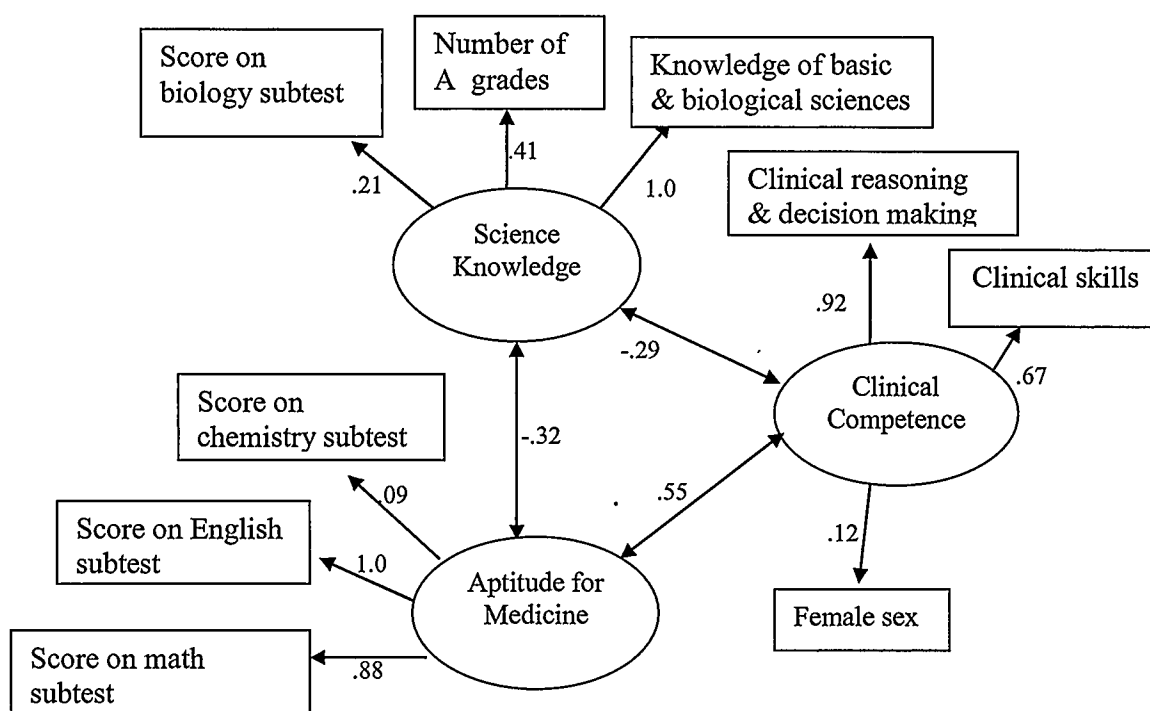 Score on
biology subtest
Number of
A grades
Knowledge of basic
& biological sciences
.21
.41
1.0
Clinical reasoning
& decision making
Science
Knowledge
Clinical skills
.92
-.29
.67
Clinical
Competence
Score on
chemistry subtest
-.32
.09
.55
Score on English
subtest
1.0
.12
Aptitude for
Medicine
Female sex
Score on math
subtest
.88